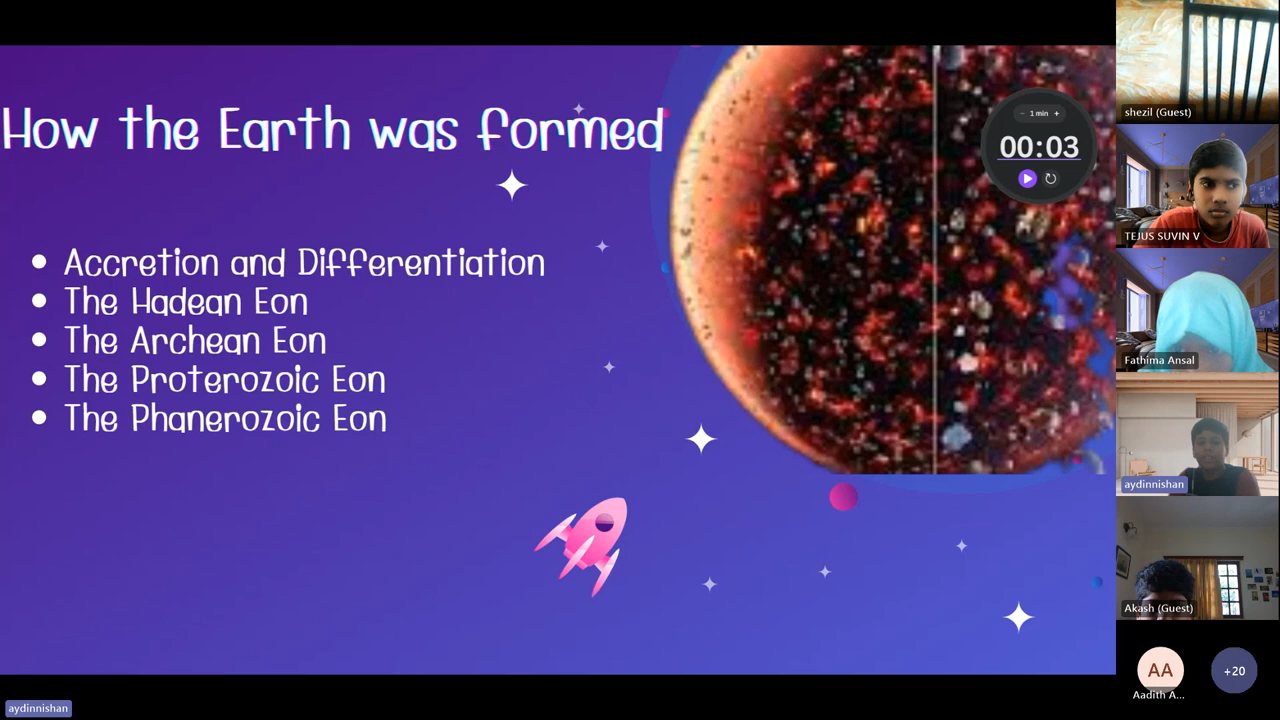 How the Earth was formed
Accretion and Differentiation
The Hadean Eon
The Archean Eon
The Proterozoic Eon
The Phanerozoic Eon
− 1 min +
00:03
shezil (Guest)
TEJUS SUVIN V
Fathima Ansal
aydinnishan
Akash (Guest)
AA
Aadith A...
+20
aydinnishan